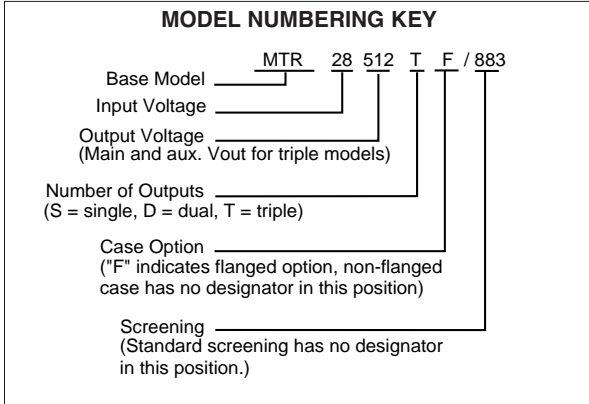 MODEL NUMBERING KEY
MTR 28 512 T F / 883
Base Model
Input Voltage
Output Voltage
(Main and aux. Vout for triple models)
Number of Outputs
(S = single, D = dual, T = triple)
Case Option
("F" indicates flanged option, non-flanged
case has no designator in this position)
Screening
(Standard screening has no designator
in this position.)